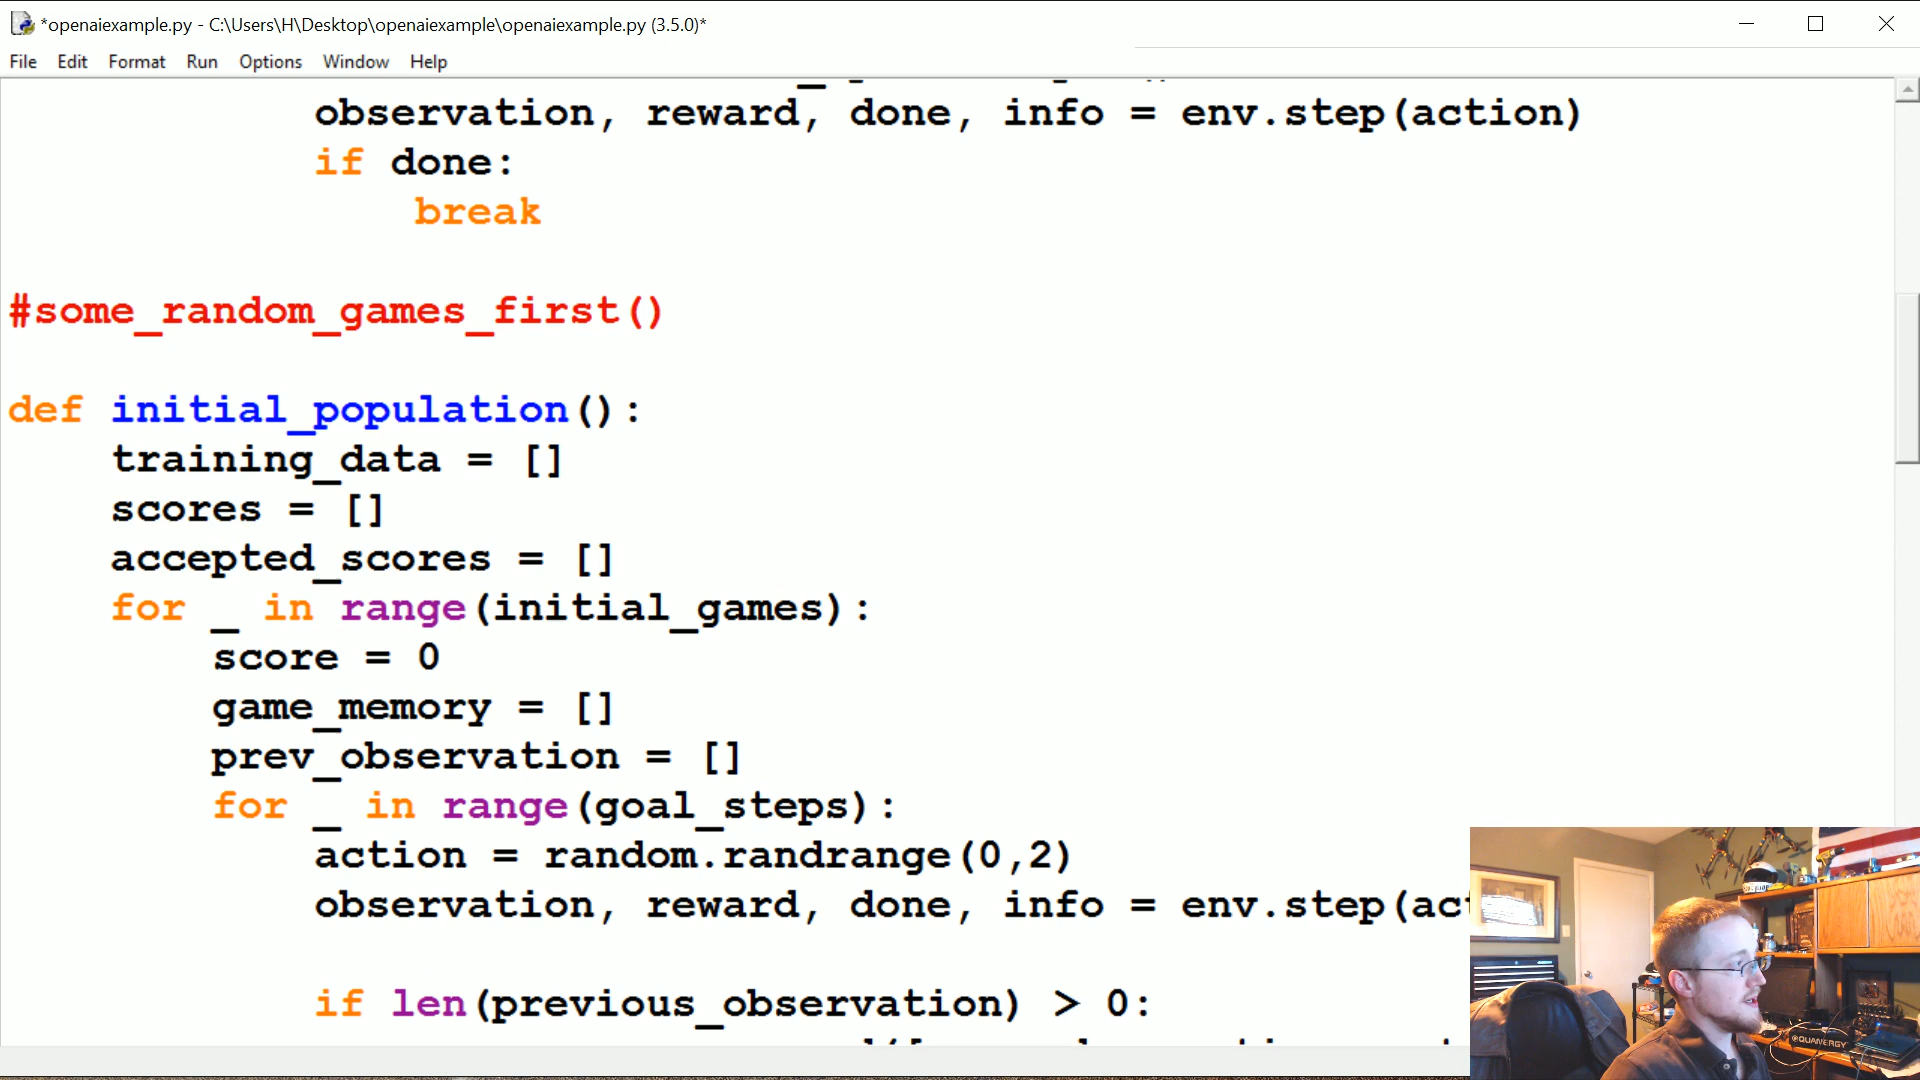 *openaiexample.py - C:\Users\H\Desktop\openaiexample\openaiexample.py (3.5.0)*
File Edit Format Run Options Window Help
observation, reward, done, info = env.step(action)
if done:
break
#some_random_games_first()
def initial_population():
training_data = []
scores = []
accepted_scores = []
for _ in range(initial_games):
score = 0
game_memory = []
prev_observation = []
for _ in range(goal_steps):
action = random.randrange(0,2)
observation, reward, done, info = env.step(act
if len(previous_observation) > 0:
QUANERGY